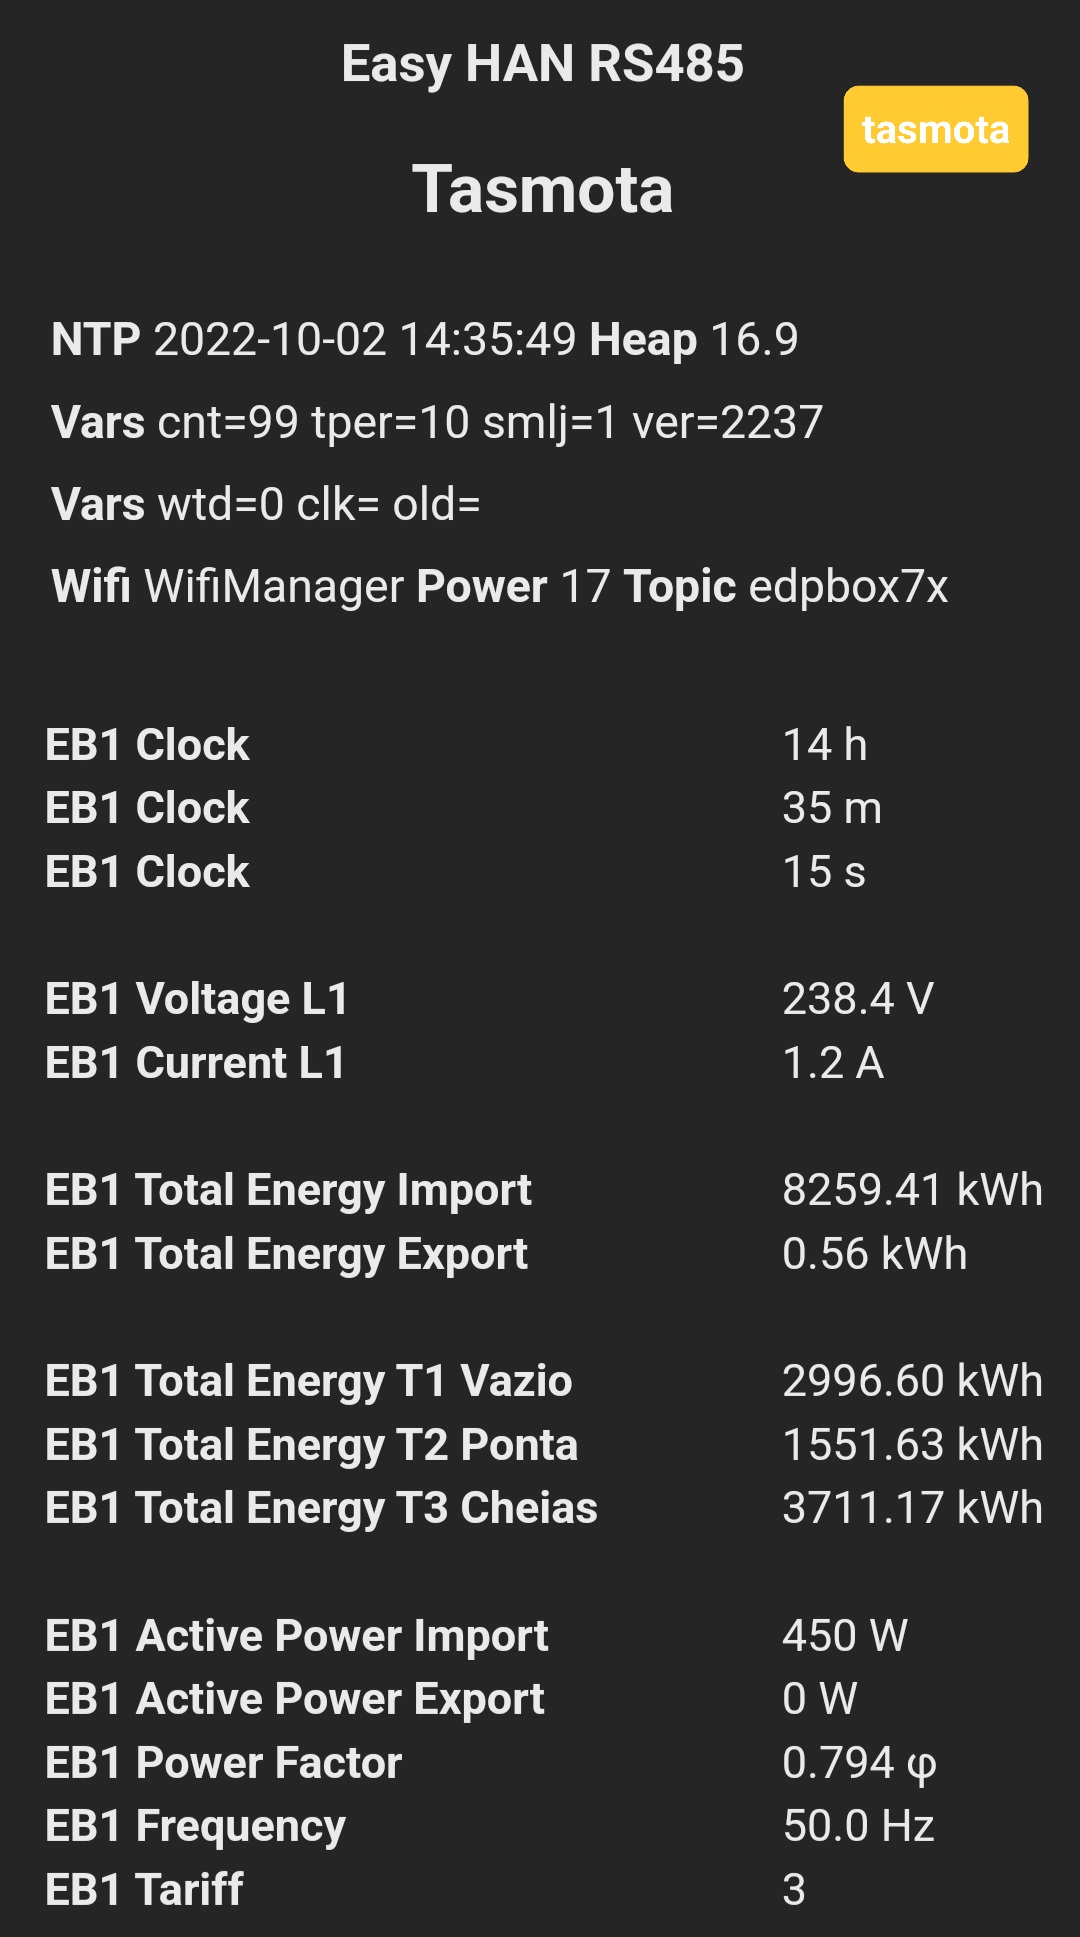 Easy HAN RS485
tasmota
Tasmota
NTP 2022-10-02 14:35:49 Heap 16.9
Vars cnt=99 tper=10 smlj=1 ver=2237
Vars wtd=0 clk= old=
Wifi WifiManager Power 17 Topic edpbox7x
EB1 Clock 14 h
EB1 Clock 35 m
EB1 Clock 15 s
EB1 Voltage L1 238.4 V
EB1 Current L1 1.2 A
EB1 Total Energy Import 8259.41 kWh
EB1 Total Energy Export 0.56 kWh
EB1 Total Energy T1 Vazio 2996.60 kWh
EB1 Total Energy T2 Ponta 1551.63 kWh
EB1 Total Energy T3 Cheias 3711.17 kWh
EB1 Active Power Import 450 W
EB1 Active Power Export 0 W
EB1 Power Factor 0.794 φ
EB1 Frequency 50.0 Hz
EB1 Tariff 3